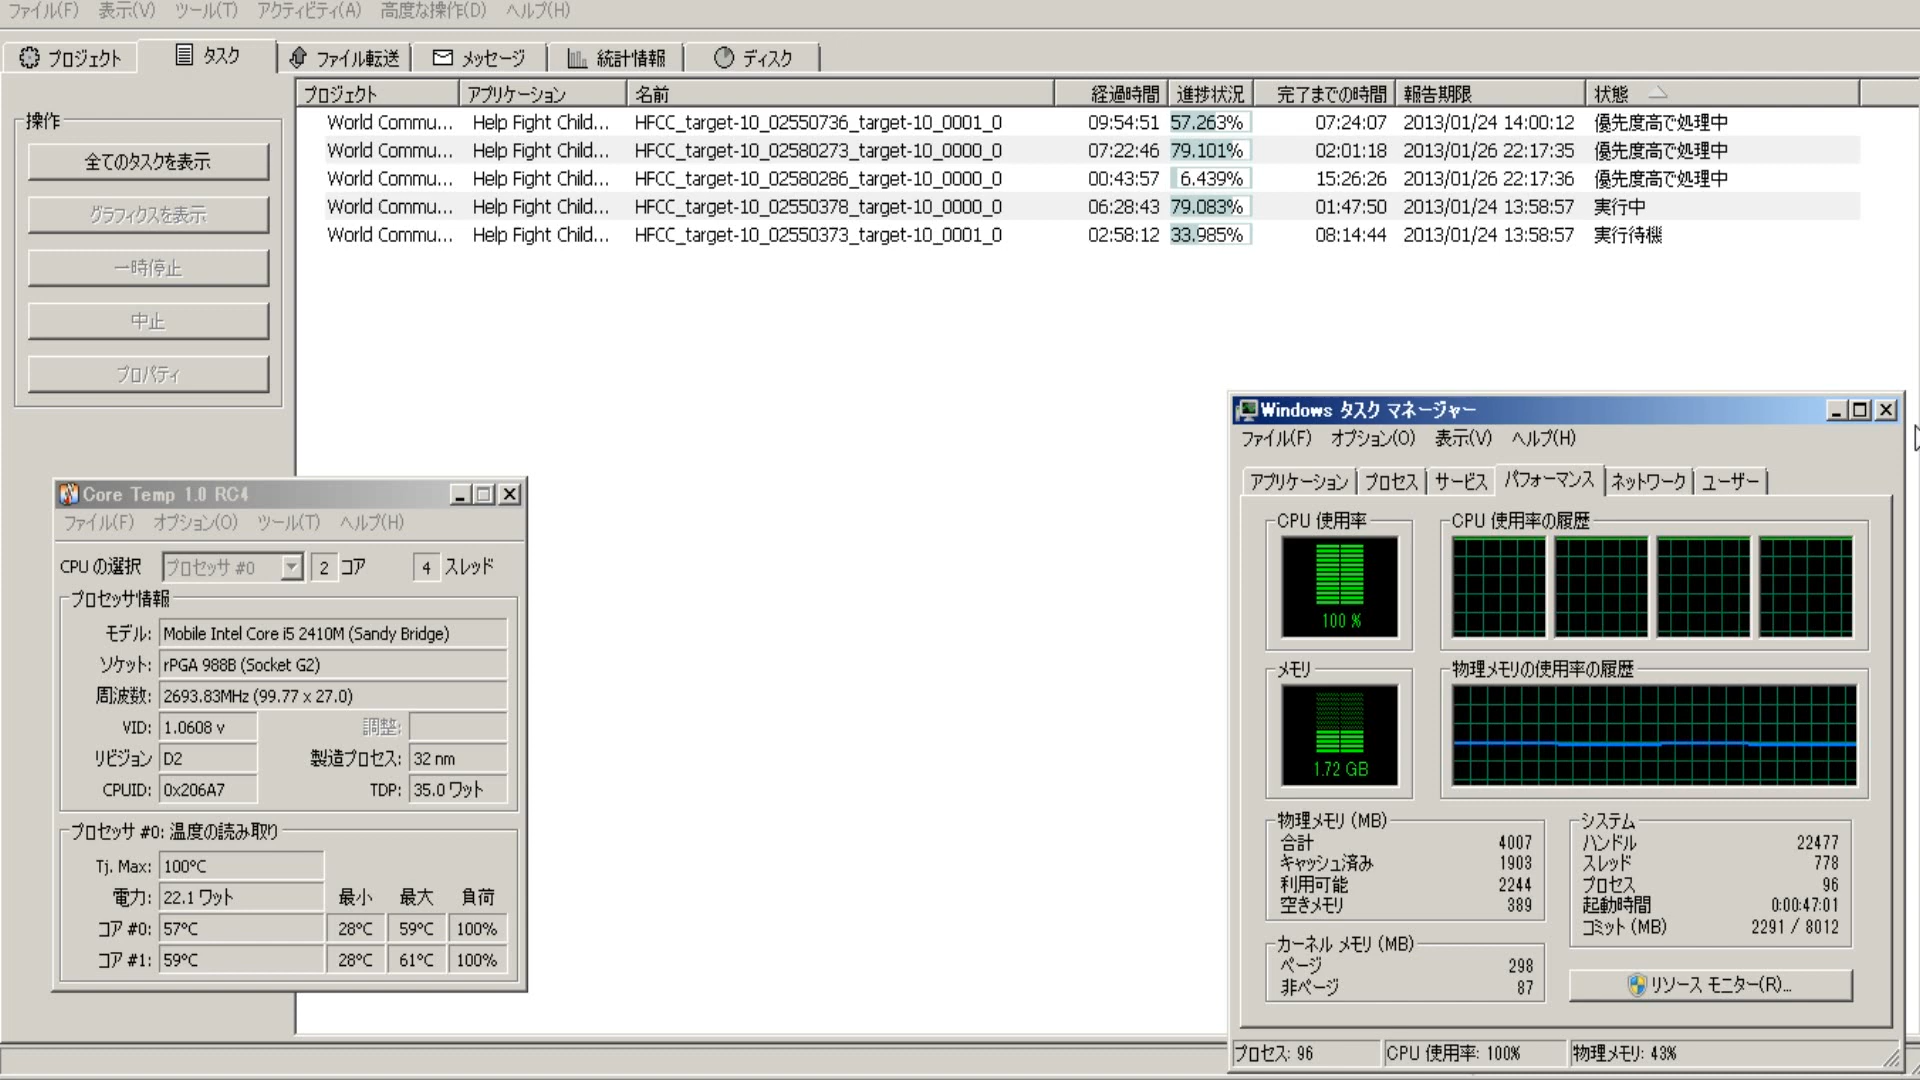 ファイル(F) 表示(V) ツール(T) アクティビティ(A) 高度な操作(D) ヘルプ(H)
プロジェクト タスク ファイル転送 メッセージ 統計情報 ディスク
操作
全てのタスクを表示
グラフィクスを表示
一時停止
中止
プロパティ
プロジェクト アプリケーション 名前 経過時間 進捗状況 完了までの時間 報告期限 状態
World Commu... Help Fight Child... HFCC_target-10_02550736_target-10_0001_0 09:54:51 57.263% 07:24:07 2013/01/24 14:00:12 優先度高で処理中
World Commu... Help Fight Child... HFCC_target-10_02580273_target-10_0000_0 07:22:46 79.101% 02:01:18 2013/01/26 22:17:35 優先度高で処理中
World Commu... Help Fight Child... HFCC_target-10_02580286_target-10_0000_0 00:43:57 6.439% 15:26:26 2013/01/26 22:17:36 優先度高で処理中
World Commu... Help Fight Child... HFCC_target-10_02550378_target-10_0000_0 06:28:43 79.083% 01:47:50 2013/01/24 13:58:57 実行中
World Commu... Help Fight Child... HFCC_target-10_02550373_target-10_0001_0 02:58:12 33.985% 08:14:44 2013/01/24 13:58:57 実行待機
Core Temp 1.0 RC4
ファイル(F) オプション(O) ツール(T) ヘルプ(H)
CPU の選択 プロセッサ #0 2 コア 4 スレッド
プロセッサ情報
モデル: Mobile Intel Core i5 2410M (Sandy Bridge)
ソケット: rPGA 988B (Socket G2)
周波数: 2693.83MHz (99.77 x 27.0)
VID: 1.0608 v 調整:
リビジョン D2 製造プロセス: 32 nm
CPUID: 0x206A7 TDP: 35.0 ワット
プロセッサ #0: 温度の読み取り
Tj. Max: 100°C
電力: 22.1 ワット 最小 最大 負荷
コア #0: 57°C 28°C 59°C 100%
コア #1: 59°C 28°C 61°C 100%
Windows タスク マネージャー
ファイル(F) オプション(O) 表示(V) ヘルプ(H)
アプリケーション プロセス サービス パフォーマンス ネットワーク ユーザー
CPU 使用率 CPU 使用率の履歴
100 %
メモリ 物理メモリの使用率の履歴
1.72 GB
物理メモリ (MB)
合計 4007
キャッシュ済み 1903
利用可能 2244
空きメモリ 389
カーネル メモリ (MB)
ページ 298
非ページ 87
システム
ハンドル 22477
スレッド 778
プロセス 96
起動時間 0:00:47:01
コミット (MB) 2291 / 8012
リソース モニター(R)...
プロセス: 96 CPU 使用率: 100% 物理メモリ: 43%